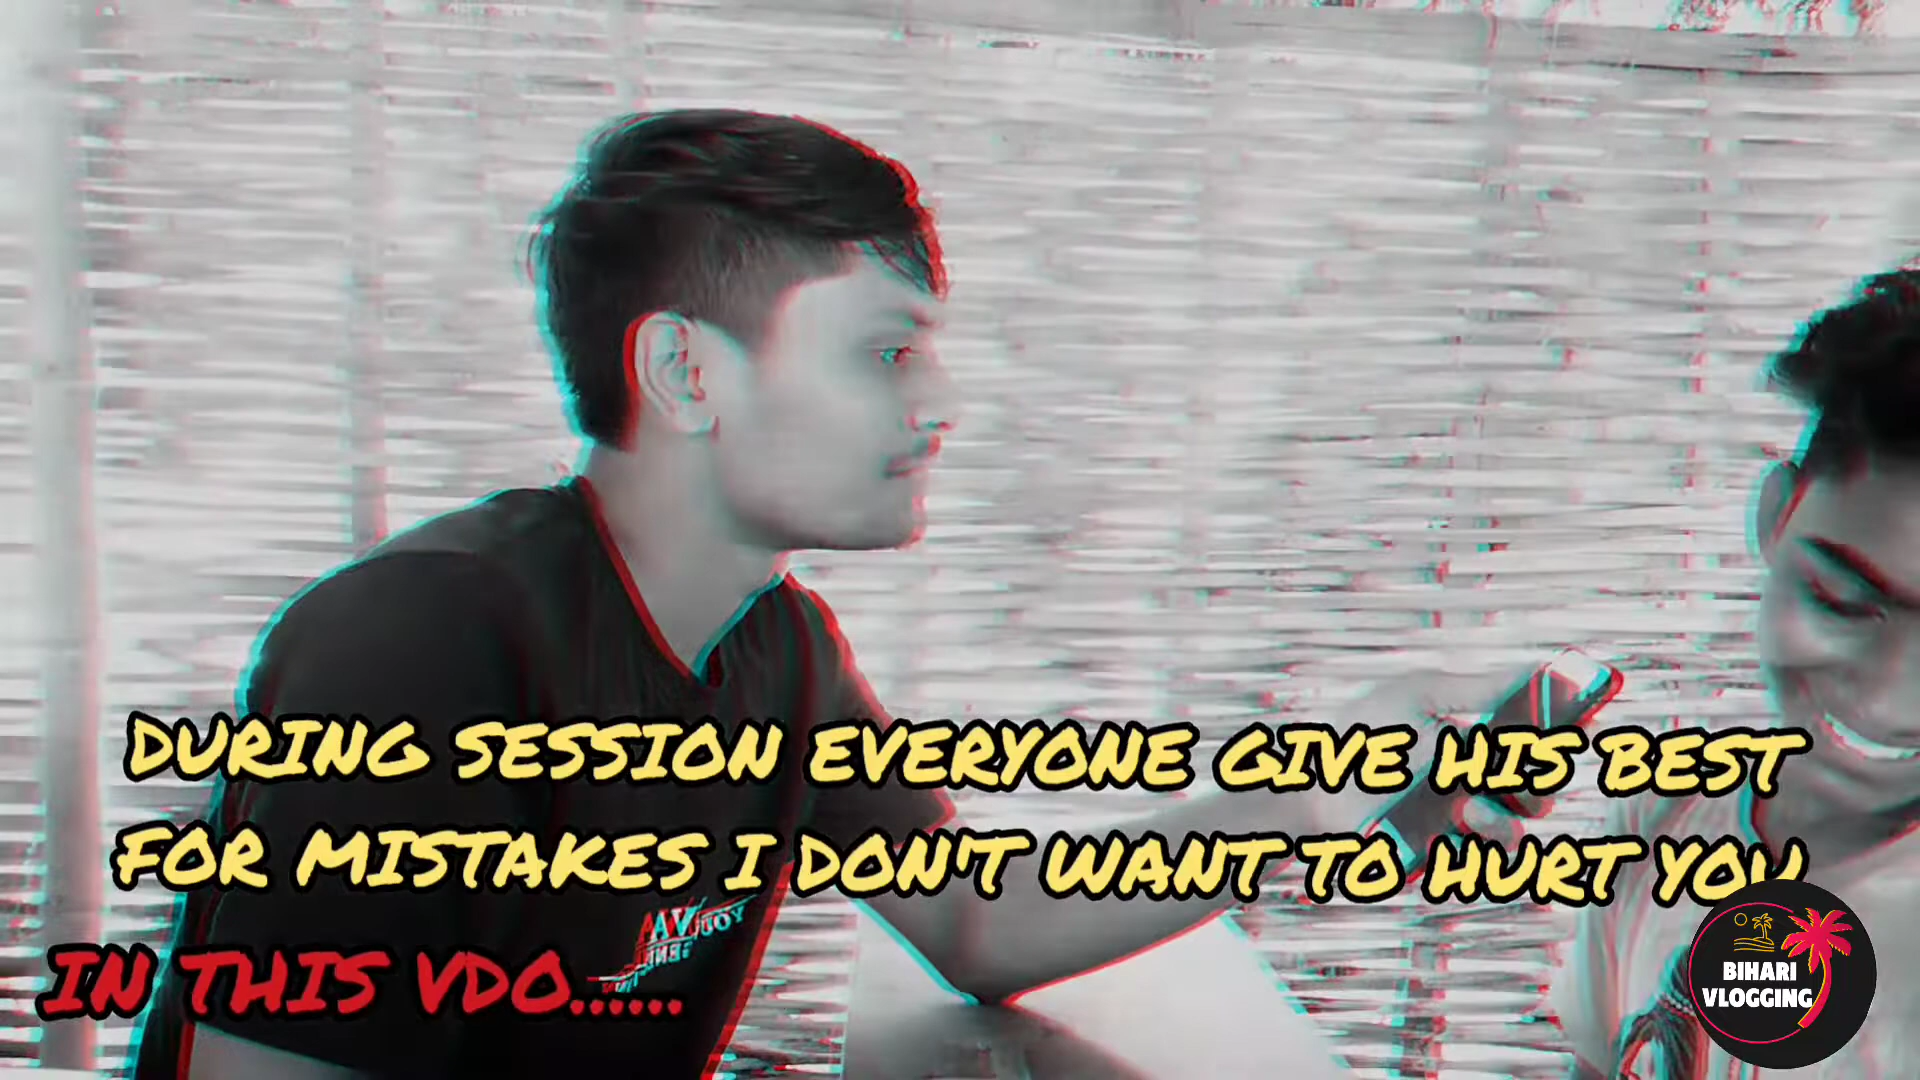 DURING SESSION EVERYONE GIVE HIS BEST
FOR MISTAKES I DON'T WANT TO HURT YOU
IN THIS VDO......
BIHARI
VLOGGING